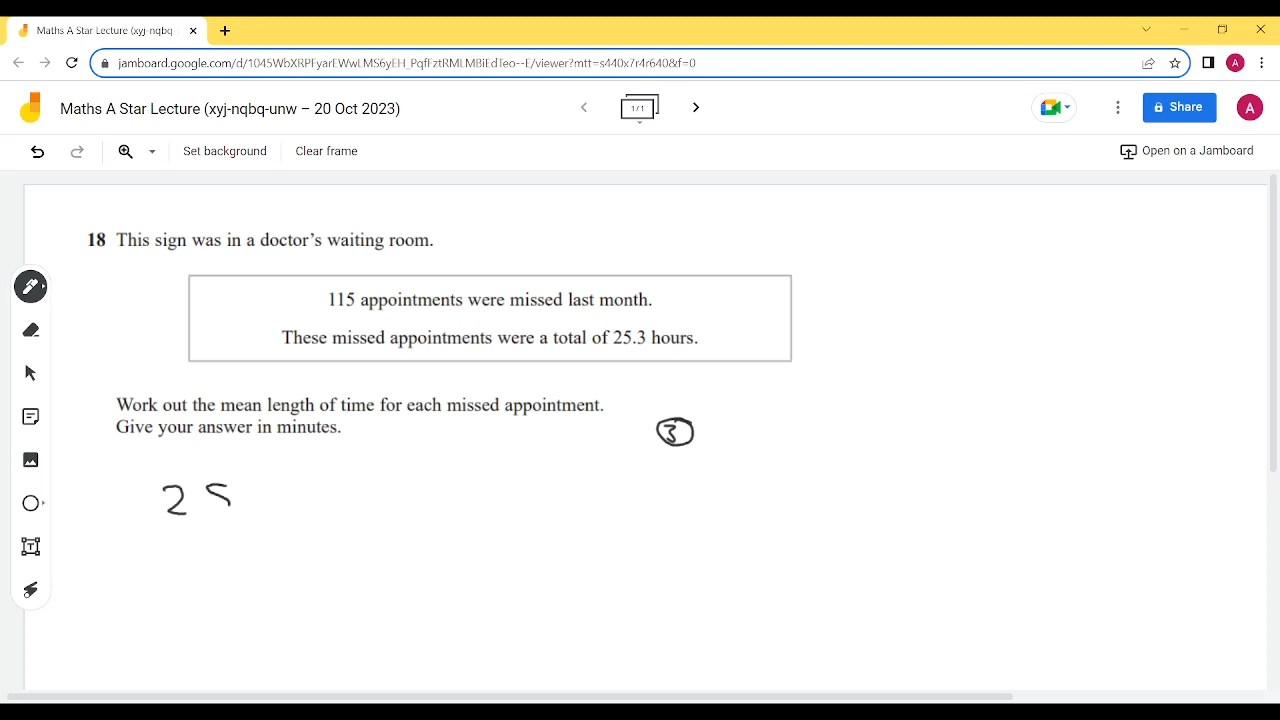 Maths A Star Lecture (xyj-nqbq
jamboard.google.com/d/1045WbXRPFyarEWwLMS6yEH_PqfFztRMLMBiEdTeo--E/viewer?mtt=s440x7r4r640&f=0
A
Maths A Star Lecture (xyj-nqbq-unw – 20 Oct 2023)
1/1
Share
A
Set background
Clear frame
Open on a Jamboard
18 This sign was in a doctor's waiting room.
115 appointments were missed last month.
These missed appointments were a total of 25.3 hours.
Work out the mean length of time for each missed appointment.
Give your answer in minutes.
3
2 5